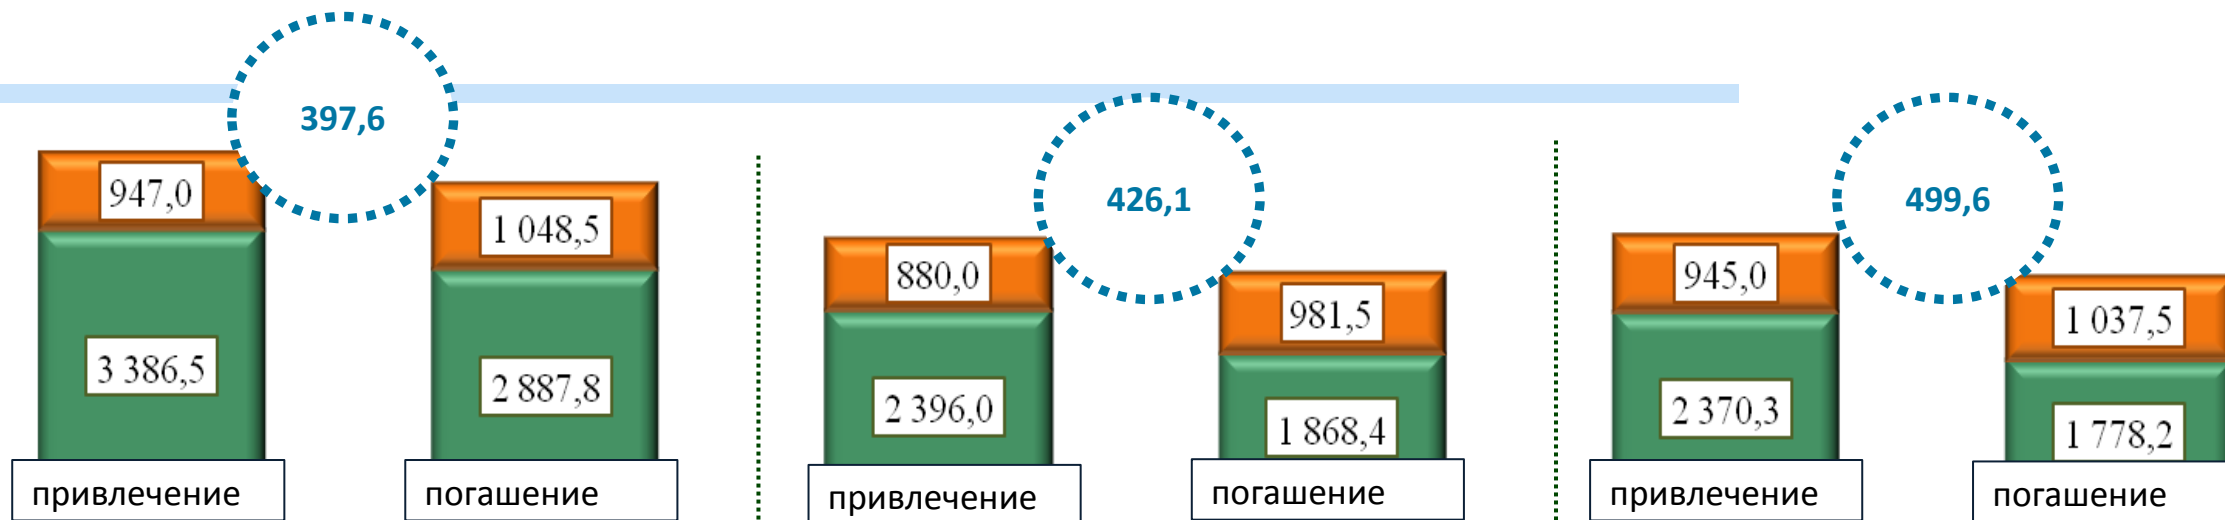 397,6
947,0
1 048,5
3 386,5
2 887,8
привлечение
погашение
426,1
880,0
981,5
2 396,0
1 868,4
привлечение
погашение
499,6
945,0
1 037,5
2 370,3
1 778,2
привлечение
погашение